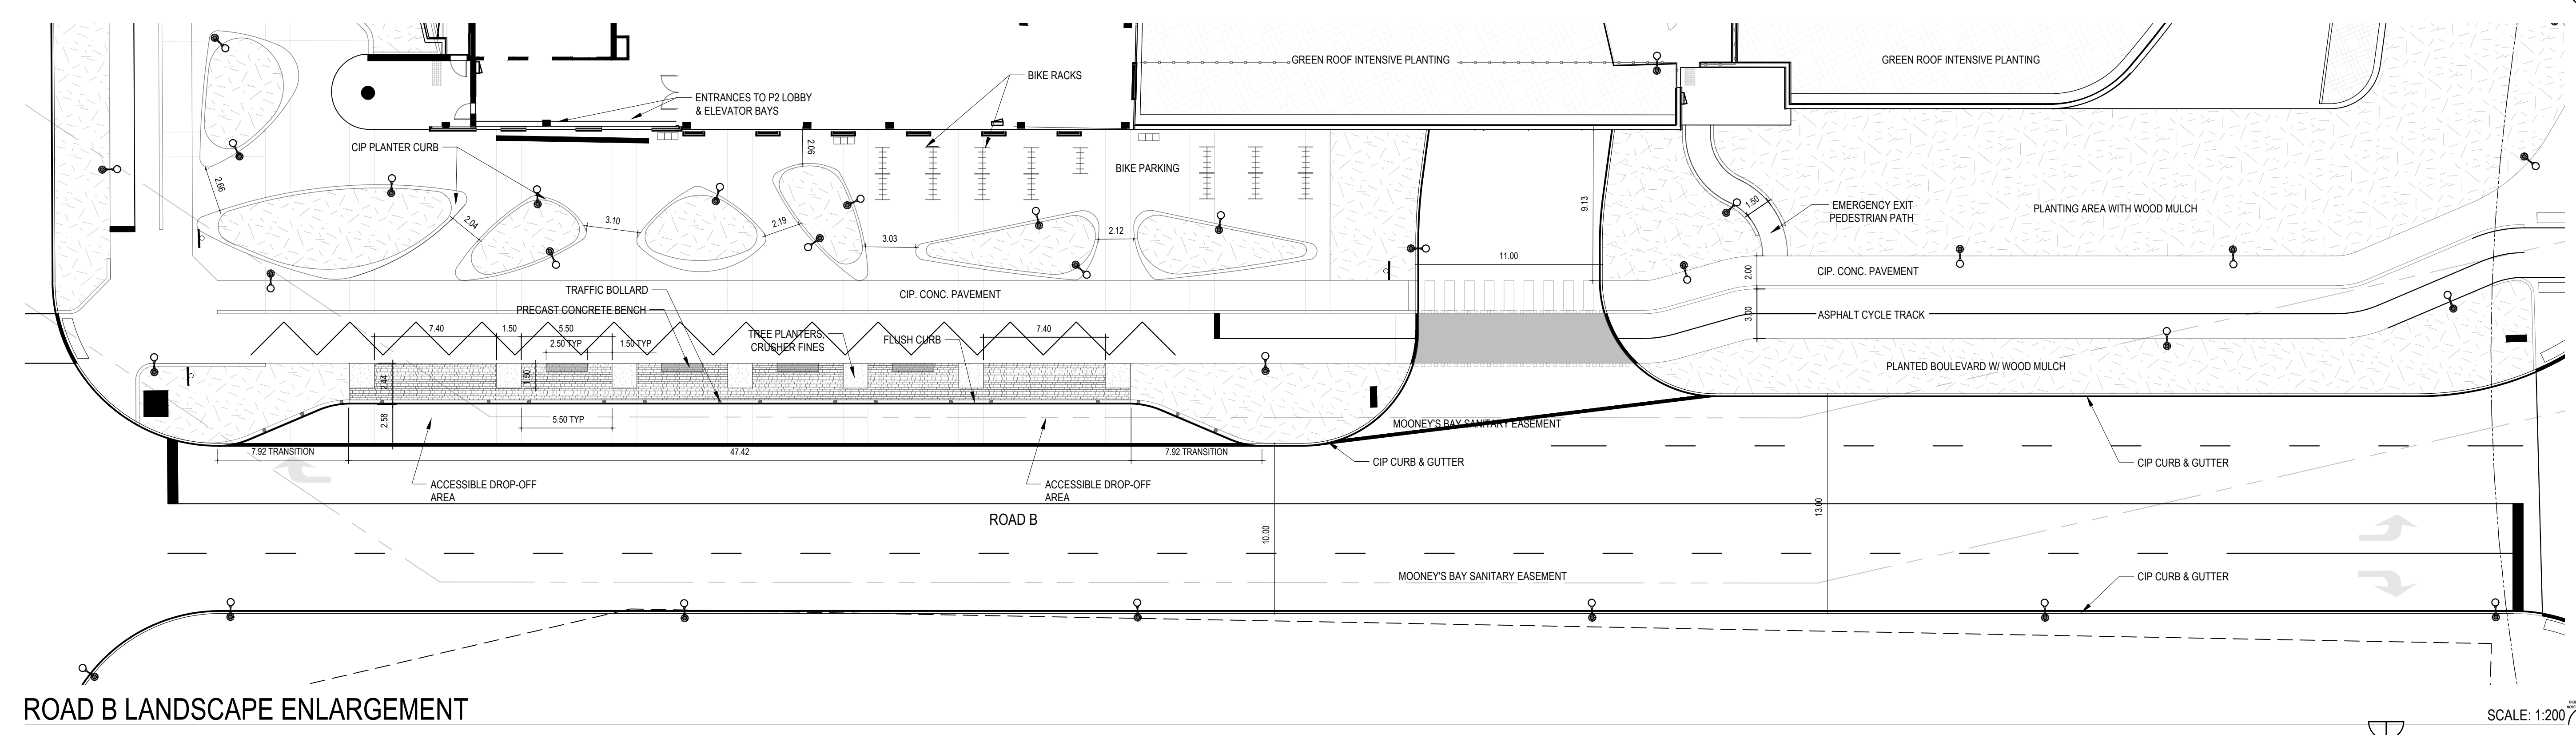 GREEN ROOF INTENSIVE PLANTING
GREEN ROOF INTENSIVE PLANTING
BIKE RACKS
ENTRANCES TO P2 LOBBY
& ELEVATOR BAYS
CIP PLANTER CURB
2.06
BIKE PARKING
2.66
2.04
3.10
2.19
3.03
2.12
9.13
1.50
EMERGENCY EXIT
PEDESTRIAN PATH
PLANTING AREA WITH WOOD MULCH
11.00
2.00
CIP. CONC. PAVEMENT
TRAFFIC BOLLARD
CIP. CONC. PAVEMENT
PRECAST CONCRETE BENCH
3.00
ASPHALT CYCLE TRACK
7.40
1.50
5.50
TREE PLANTERS,
CRUSHER FINES
FLUSH CURB
7.40
2.50 TYP
1.50 TYP
PLANTED BOULEVARD W/ WOOD MULCH
2.44
1.50
2.58
5.50 TYP
MOONEY'S BAY SANITARY EASEMENT
7.92 TRANSITION
47.42
7.92 TRANSITION
CIP CURB & GUTTER
CIP CURB & GUTTER
ACCESSIBLE DROP-OFF
AREA
ACCESSIBLE DROP-OFF
AREA
ROAD B
10.00
13.00
MOONEY'S BAY SANITARY EASEMENT
CIP CURB & GUTTER
ROAD B LANDSCAPE ENLARGEMENT
SCALE: 1:200
TRUE